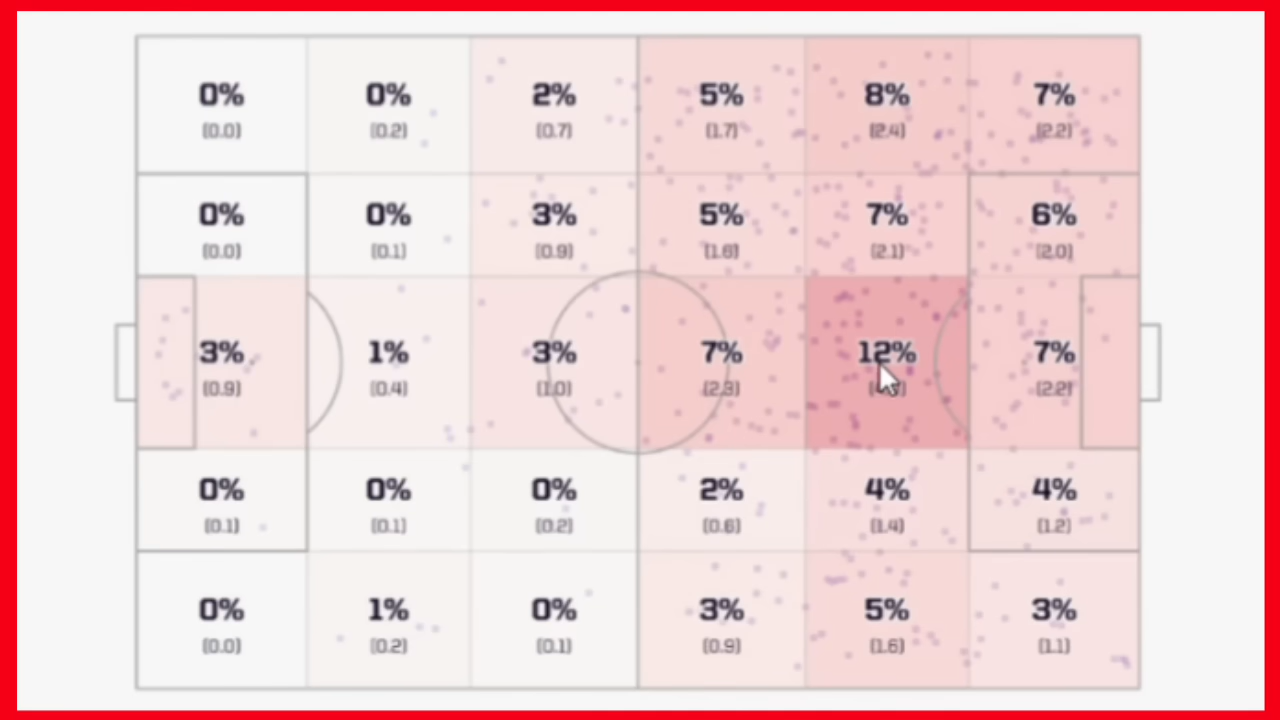 0% 0% 2% 5% 8% 7%
(0.0) (0.2) (0.7) (1.7) (2.4) (2.2)
0% 0% 3% 5% 7% 6%
(0.0) (0.1) (0.9) (1.6) (2.1) (2.0)
3% 1% 3% 7% 12% 7%
(0.9) (0.4) (1.0) (2.3) (2.2)
0% 0% 0% 2% 4% 4%
(0.1) (0.1) (0.2) (0.6) (1.4) (1.2)
0% 1% 0% 3% 5% 3%
(0.0) (0.2) (0.1) (0.9) (1.6) (1.1)